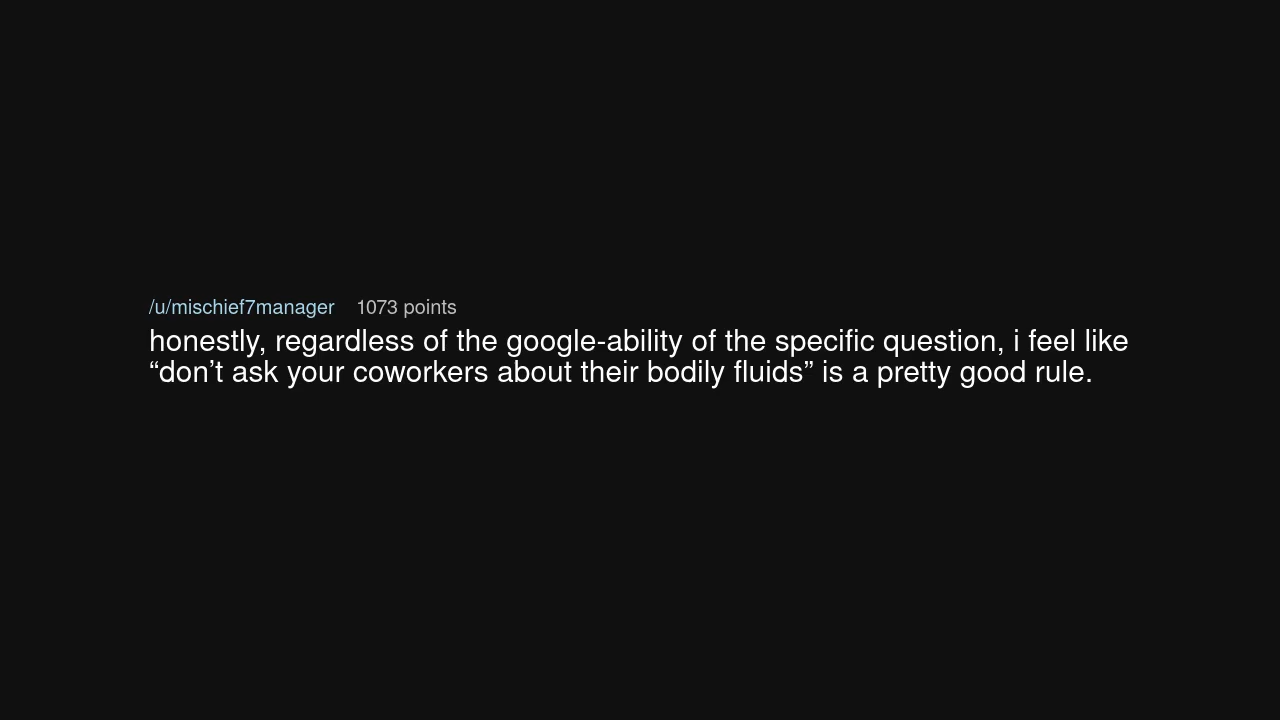 /u/mischief7manager 1073 points
honestly, regardless of the google-ability of the specific question, i feel like
“don’t ask your coworkers about their bodily fluids” is a pretty good rule.